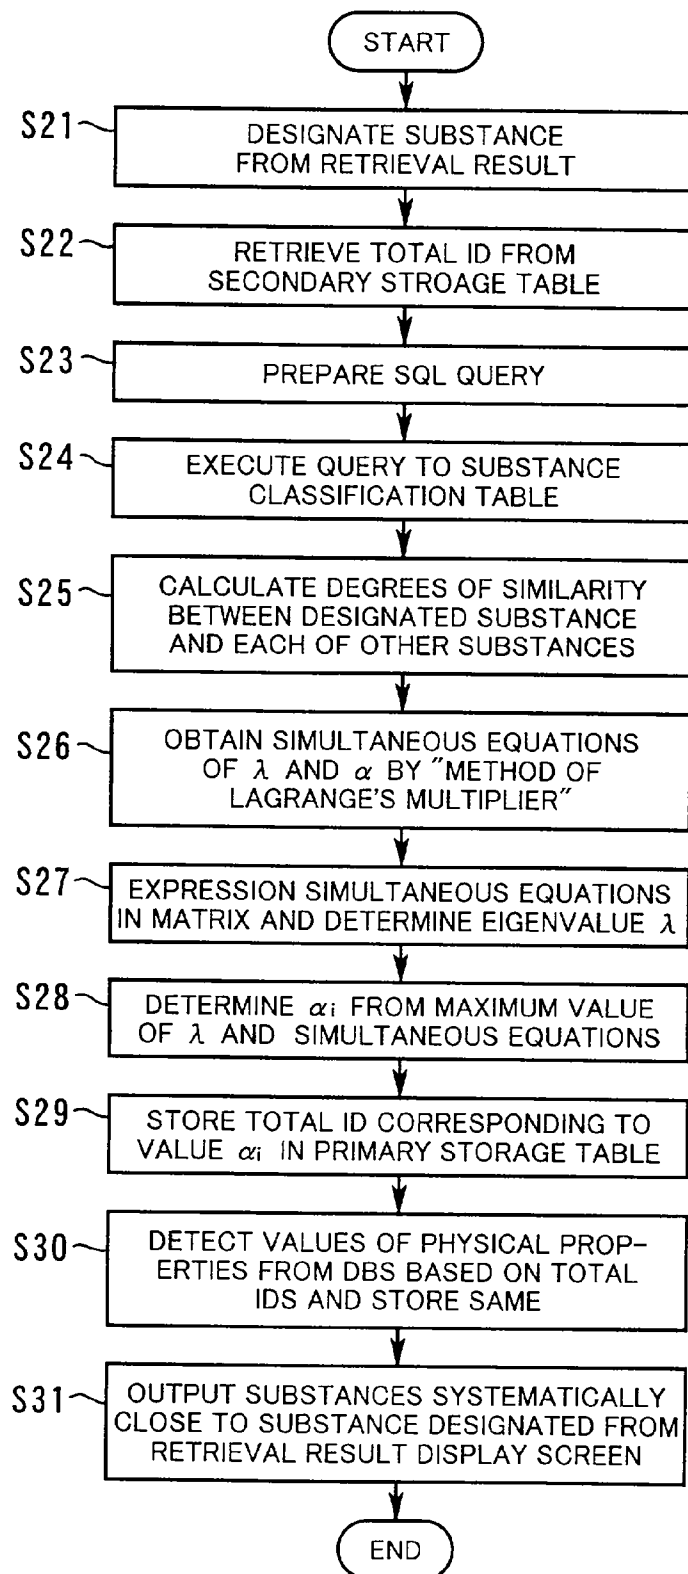 START
S21
DESIGNATE SUBSTANCE
FROM RETRIEVAL RESULT
S22
RETRIEVE TOTAL ID FROM
SECONDARY STROAGE TABLE
S23
PREPARE SQL QUERY
S24
EXECUTE QUERY TO SUBSTANCE
CLASSIFICATION TABLE
S25
CALCULATE DEGREES OF SIMILARITY
BETWEEN DESIGNATED SUBSTANCE
AND EACH OF OTHER SUBSTANCES
S26
OBTAIN SIMULTANEOUS EQUATIONS
OF λ AND α BY "METHOD OF
LAGRANGE'S MULTIPLIER"
S27
EXPRESSION SIMULTANEOUS EQUATIONS
IN MATRIX AND DETERMINE EIGENVALUE λ
S28
DETERMINE αi FROM MAXIMUM VALUE
OF λ AND SIMULTANEOUS EQUATIONS
S29
STORE TOTAL ID CORRESPONDING TO
VALUE αi IN PRIMARY STORAGE TABLE
S30
DETECT VALUES OF PHYSICAL PROP-
ERTIES FROM DBS BASED ON TOTAL
IDS AND STORE SAME
S31
OUTPUT SUBSTANCES SYSTEMATICALLY
CLOSE TO SUBSTANCE DESIGNATED FROM
RETRIEVAL RESULT DISPLAY SCREEN
END